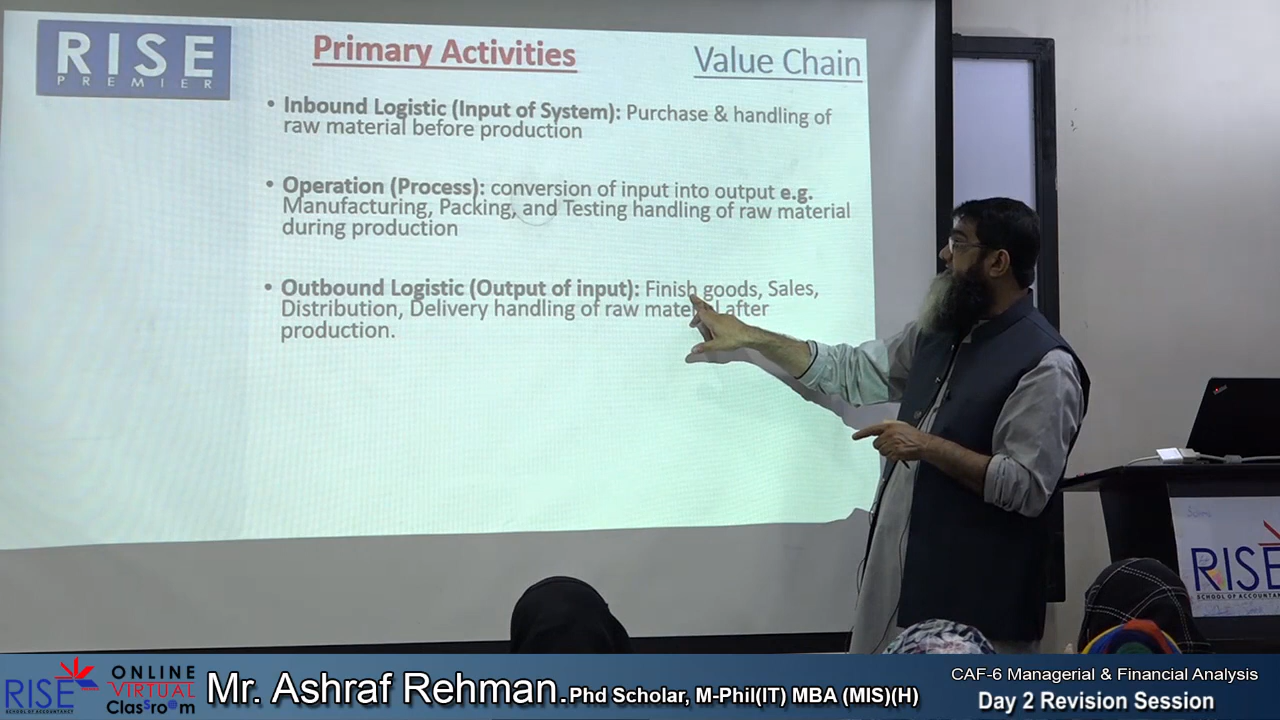 RISE
PREMIER
Primary Activities
Value Chain
• Inbound Logistic (Input of System): Purchase & handling of
raw material before production
• Operation (Process): conversion of input into output e.g.
Manufacturing, Packing, and Testing handling of raw material
during production
• Outbound Logistic (Output of input): Finish goods, Sales,
Distribution, Delivery handling of raw material after
production.
RISE
SCHOOL OF ACCOUNTAN
RISE
SCHOOL OF ACCOUNTANCY
ONLINE
VIRTUAL
Classroom
Mr. Ashraf Rehman.Phd Scholar, M-Phil(IT) MBA (MIS)(H)
CAF-6 Managerial & Financial Analysis
Day 2 Revision Session